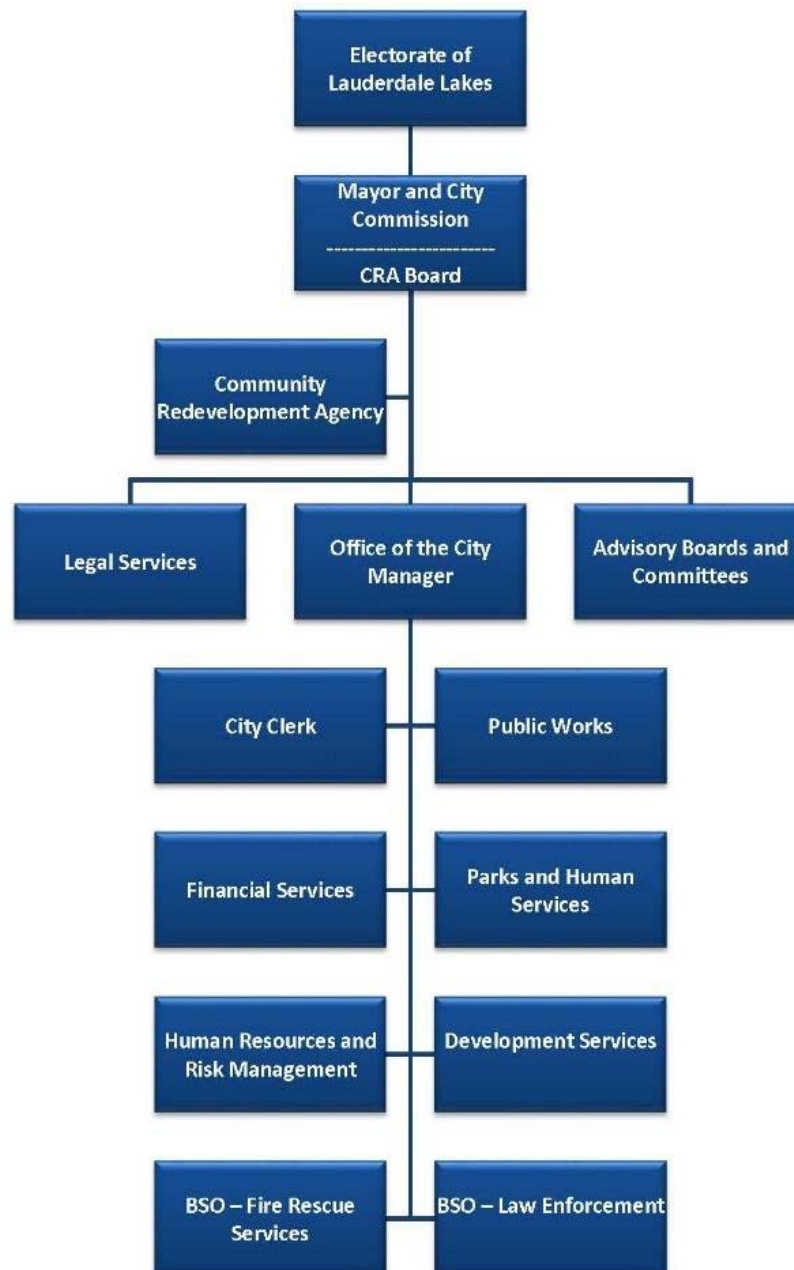 Electorate of
Lauderdale Lakes
Mayor and City
Commission
------------------------
CRA Board
Community
Redevelopment Agency
Legal Services
Office of the City
Manager
Advisory Boards and
Committees
City Clerk
Public Works
Financial Services
Parks and Human
Services
Human Resources and
Risk Management
Development Services
BSO – Fire Rescue
Services
BSO – Law Enforcement